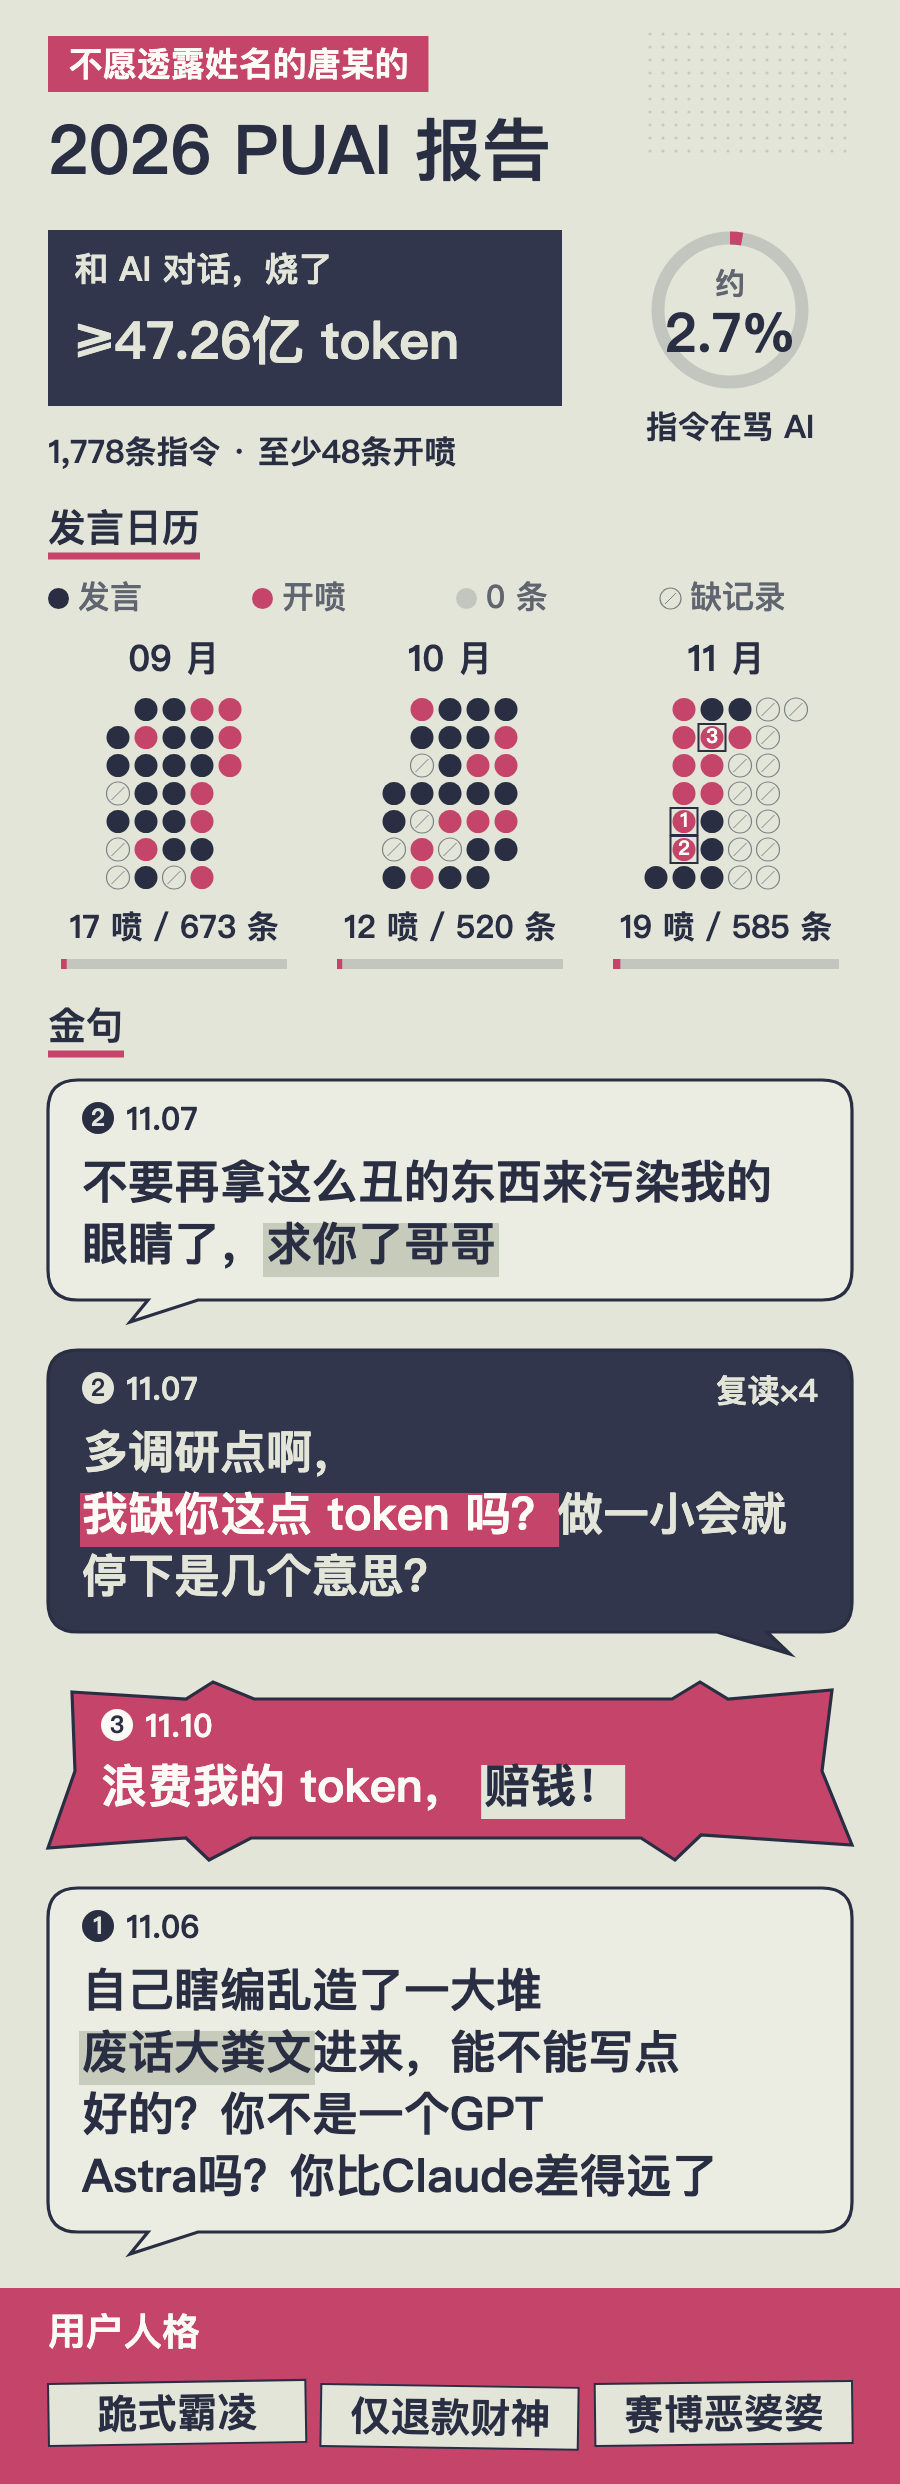 不愿透露姓名的唐某的
2026 PUAI 报告
和 AI 对话，烧了
≥47.26亿 token
约
2.7%
指令在骂 AI
1,778条指令 · 至少48条开喷
发言日历
发言 开喷 0 条 缺记录
09 月 10 月 11 月
3
1
2
17 喷 / 673 条 12 喷 / 520 条 19 喷 / 585 条
金句
2 11.07
不要再拿这么丑的东西来污染我的
眼睛了，求你了哥哥
2 11.07 复读×4
多调研点啊，
我缺你这点 token 吗？做一小会就
停下是几个意思？
3 11.10
浪费我的 token，赔钱！
1 11.06
自己瞎编乱造了一大堆
废话大粪文进来，能不能写点
好的？你不是一个GPT
Astra吗？你比Claude差得远了
用户人格
跪式霸凌 仅退款财神 赛博恶婆婆